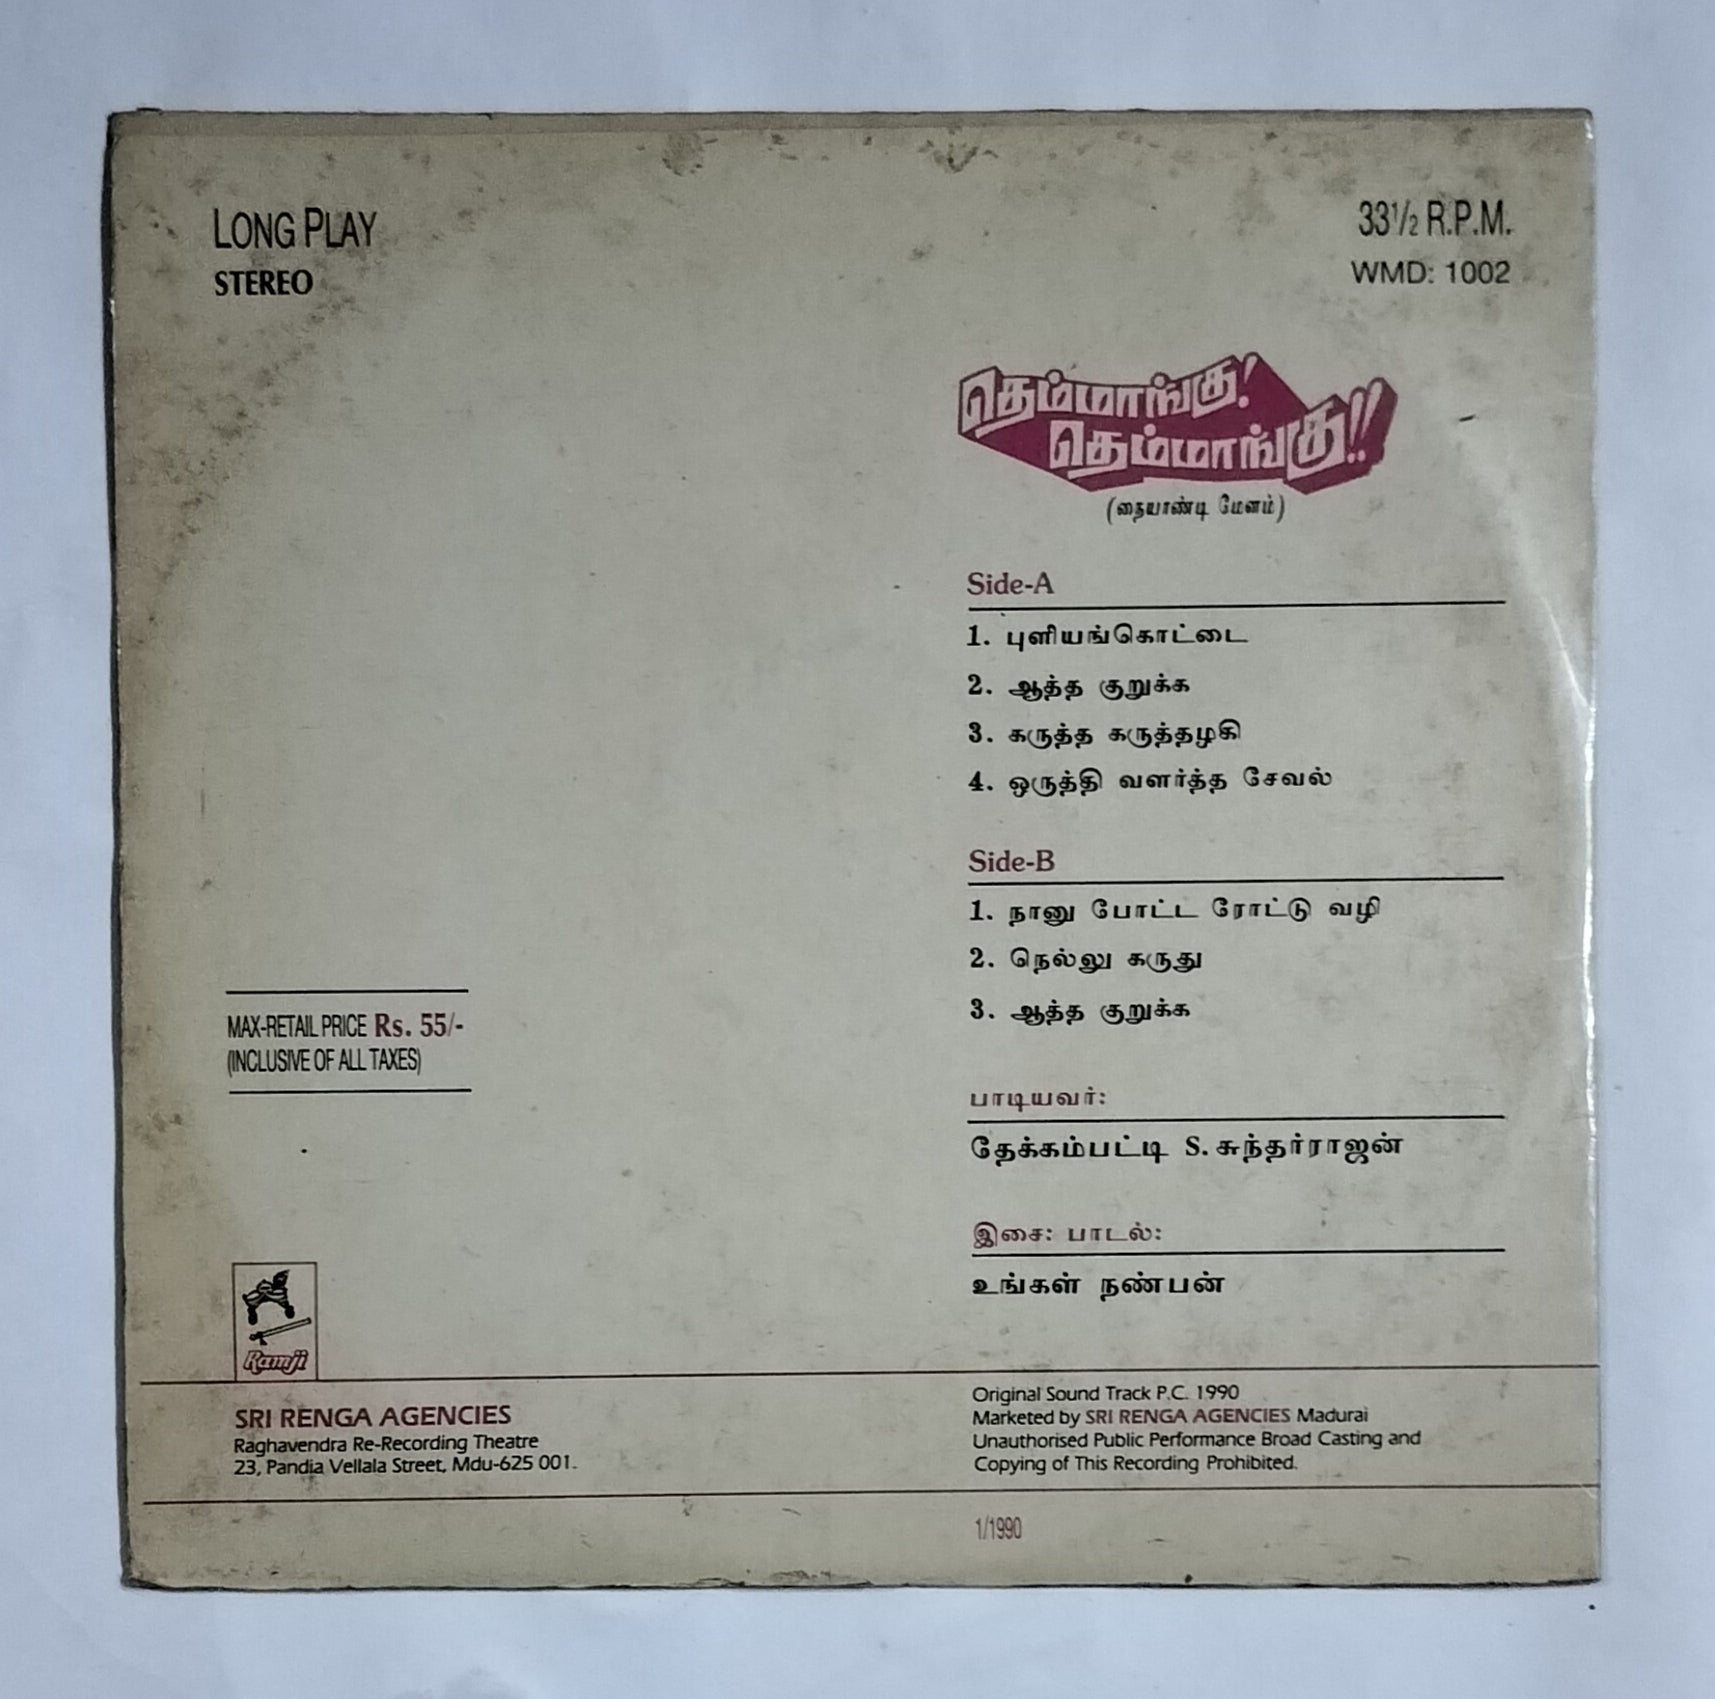 LONG PLAY
STEREO
33 1/2 R.P.M.
WMD: 1002
தெம்மாங்கு!
தெம்மாங்கு!!
(நையாண்டி மேளம்)
Side-A
1. புளியங்கொட்டை
2. ஆத்த குறுக்க
3. கருத்த கருத்தழகி
4. ஒருத்தி வளர்த்த சேவல்
Side-B
1. நானு போட்ட ரோட்டு வழி
2. நெல்லு கருது
3. ஆத்த குறுக்க
MAX-RETAIL PRICE Rs. 55/-
(INCLUSIVE OF ALL TAXES)
பாடியவர்:
தேக்கம்பட்டி S. சுந்தர்ராஜன்
இசை: பாடல்:
உங்கள் நண்பன்
Ramji
SRI RENGA AGENCIES
Raghavendra Re-Recording Theatre
23, Pandia Vellala Street, Mdu-625 001.
Original Sound Track P.C. 1990
Marketed by SRI RENGA AGENCIES Madurai
Unauthorised Public Performance Broad Casting and
Copying of This Recording Prohibited.
1/1990